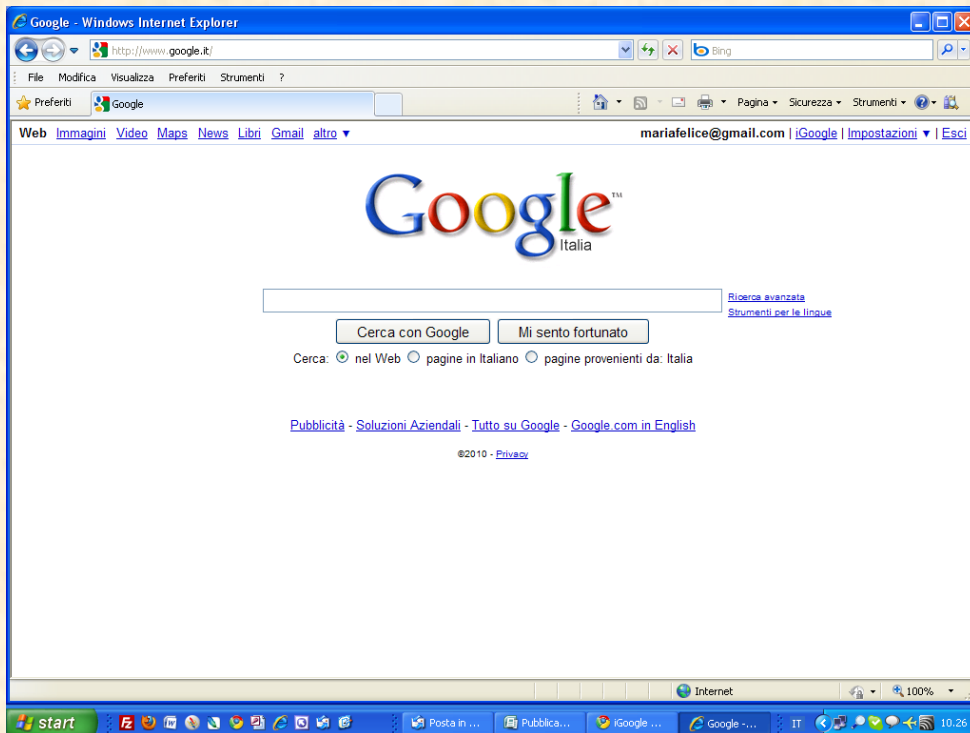 Google - Windows Internet Explorer
http://www.google.it/
Bing
File Modifica Visualizza Preferiti Strumenti ?
Preferiti Google Pagina Sicurezza Strumenti
Web Immagini Video Maps News Libri Gmail altro ▼ mariafelice@gmail.com | iGoogle | Impostazioni ▼ | Esci
Google™
Italia
Ricerca avanzata
Strumenti per le lingue
Cerca con Google Mi sento fortunato
Cerca: nel Web pagine in Italiano pagine provenienti da: Italia
Pubblicità - Soluzioni Aziendali - Tutto su Google - Google.com in English
©2010 - Privacy
Internet 100%
start Posta in ... Pubblica... iGoogle ... Google -... IT 10.26